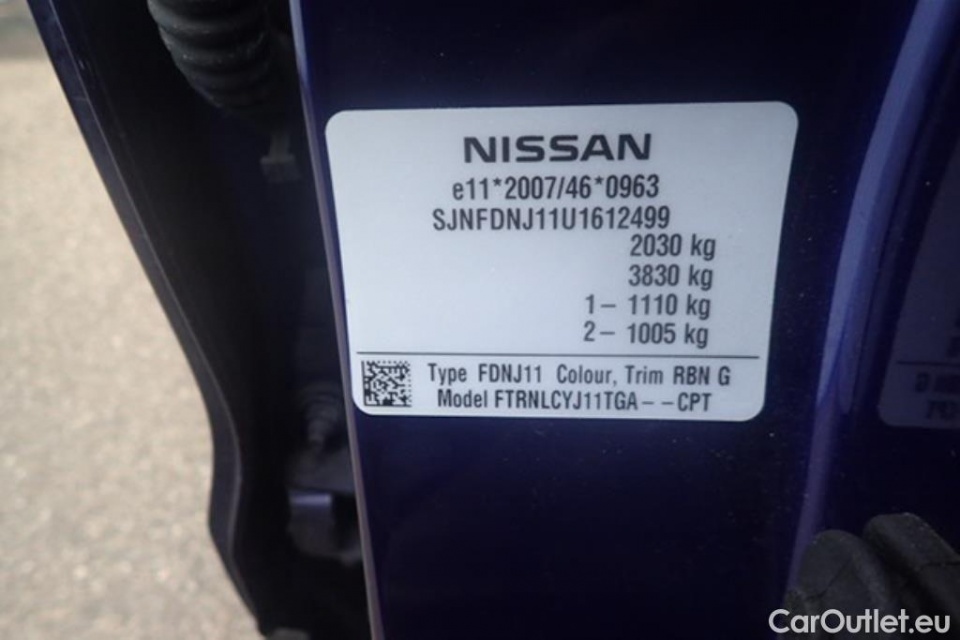 NISSAN
e11*2007/46*0963
SJNFDNJ11U1612499
2030 kg
3830 kg
1– 1110 kg
2– 1005 kg
Type FDNJ11 Colour, Trim RBN G
Model FTRNLCYJ11TGA – – CPT
CarOutlet.eu